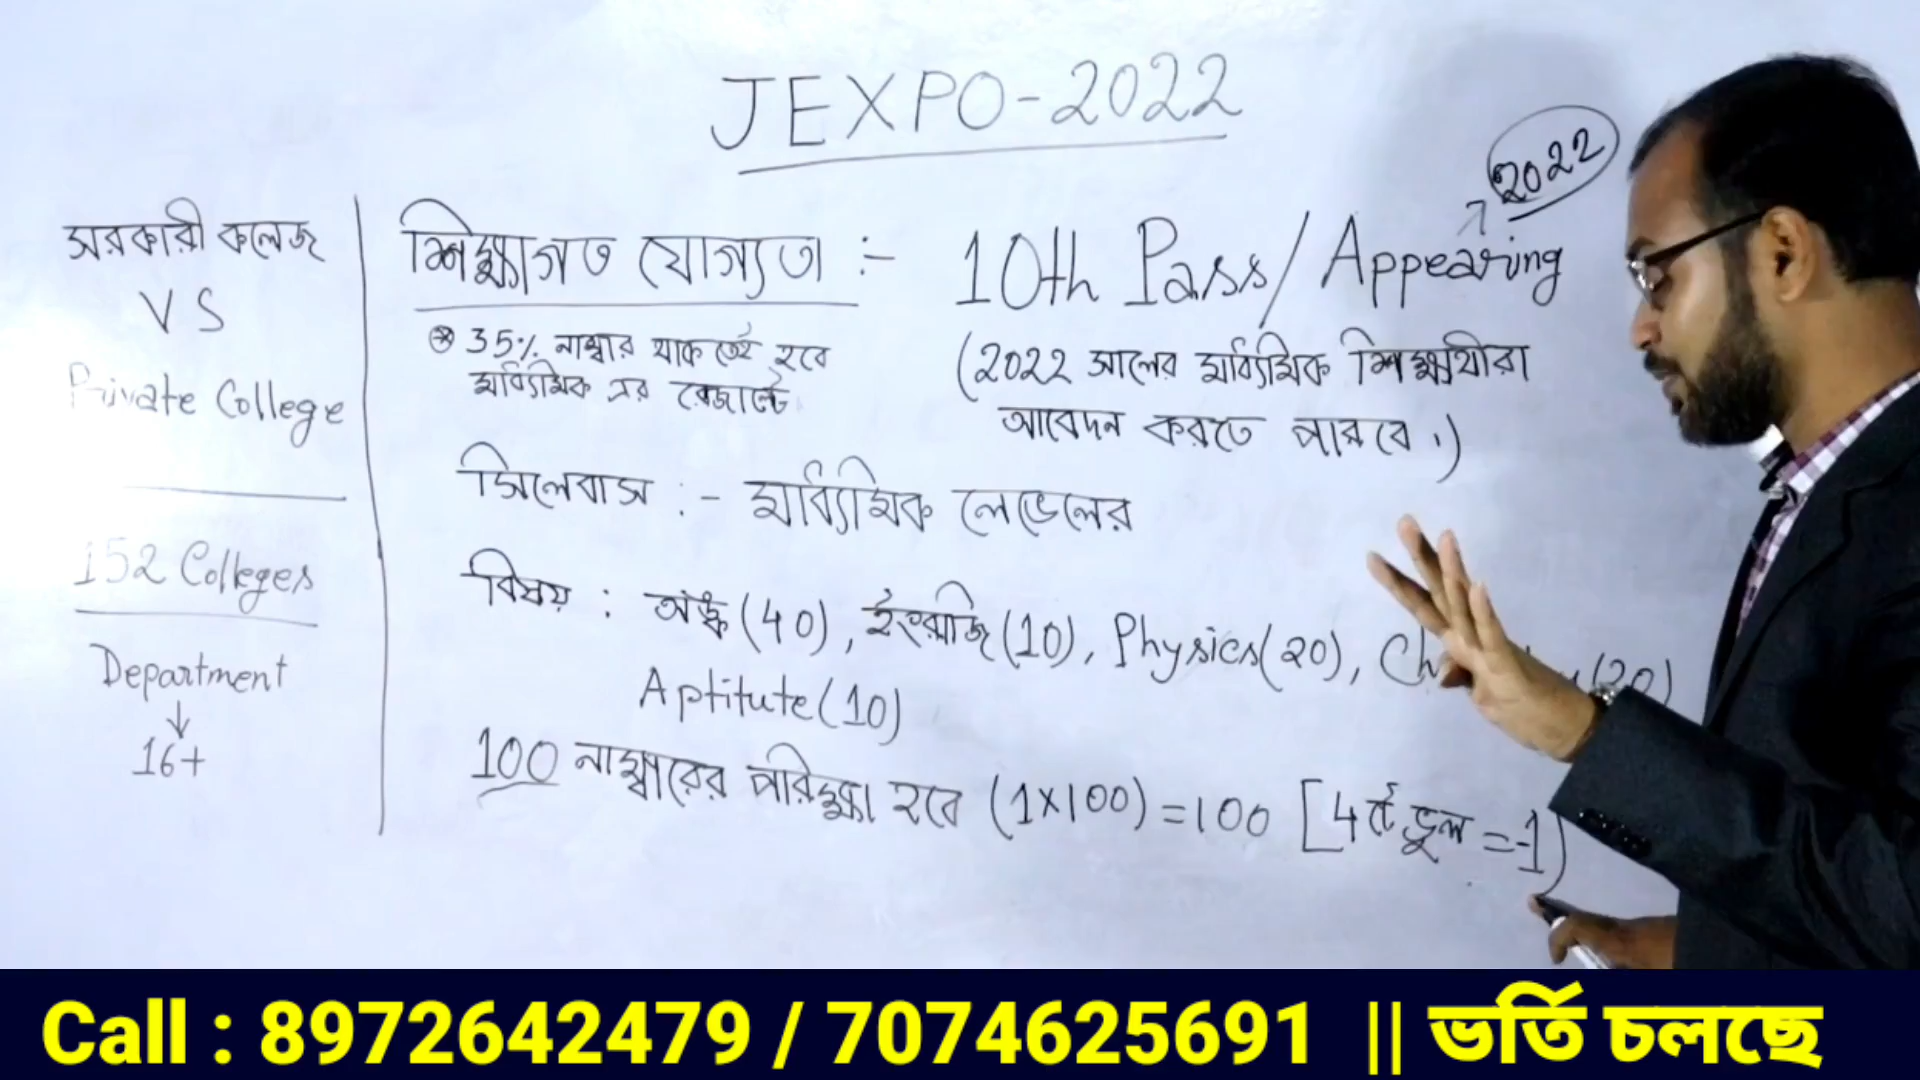 JEXPO-2022
2022
সরকারী কলেজ
VS
Private College
152 Colleges
Department
↓
16+
শিক্ষাগত যোগ্যতা :- 10th Pass/Appearing
35% নাম্বার থাকতেই হবে
মাধ্যমিক এর রেজাল্টে
(2022 সালের মাধ্যমিক শিক্ষার্থীরা
আবেদন করতে পারবে।)
সিলেবাস :- মাধ্যমিক লেভেলের
বিষয় : অঙ্ক (40), ইংরাজি (10), Physics (20), (20)
Aptitute (10)
100 নাম্বারের পরিক্ষা হবে (1x100) = 100 [4টে ভুল = -1)
Call : 8972642479 / 7074625691 || ভর্তি চলছে